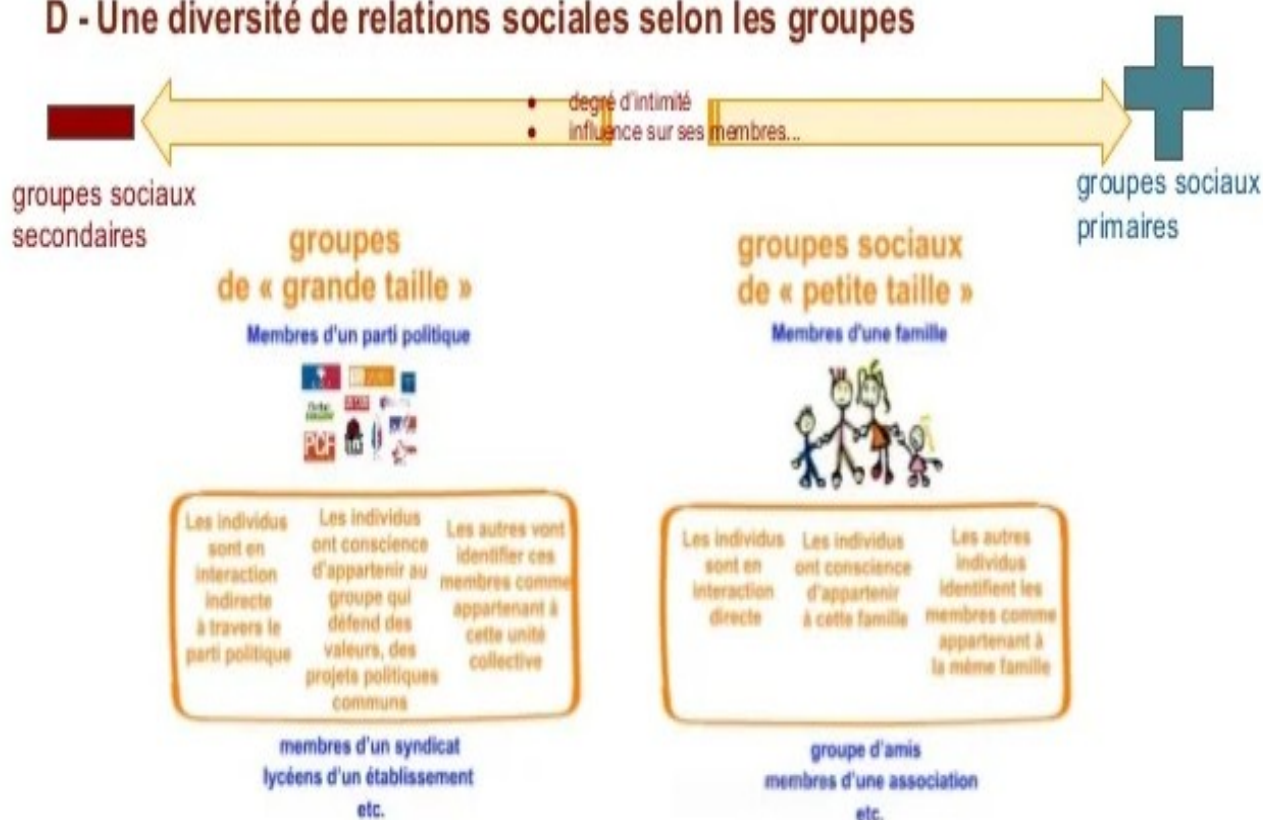 D - Une diversité de relations sociales selon les groupes
• degré d'intimité
• influence sur ses membres...
groupes sociaux
secondaires
groupes sociaux
primaires
groupes
de « grande taille »
Membres d'un parti politique
PCF
Les individus
sont en
interaction
indirecte
à travers le
parti politique
Les individus
ont conscience
d'appartenir au
groupe qui
défend des
valeurs, des
projets politiques
communs
Les autres vont
identifier ces
membres comme
appartenant à
cette unité
collective
membres d'un syndicat
lycéens d'un établissement
etc.
groupes sociaux
de « petite taille »
Membres d'une famille
Les individus
sont en
interaction
directe
Les individus
ont conscience
d'appartenir
à cette famille
Les autres
individus
identifient les
membres comme
appartenant à
la même famille
groupe d'amis
membres d'une association
etc.